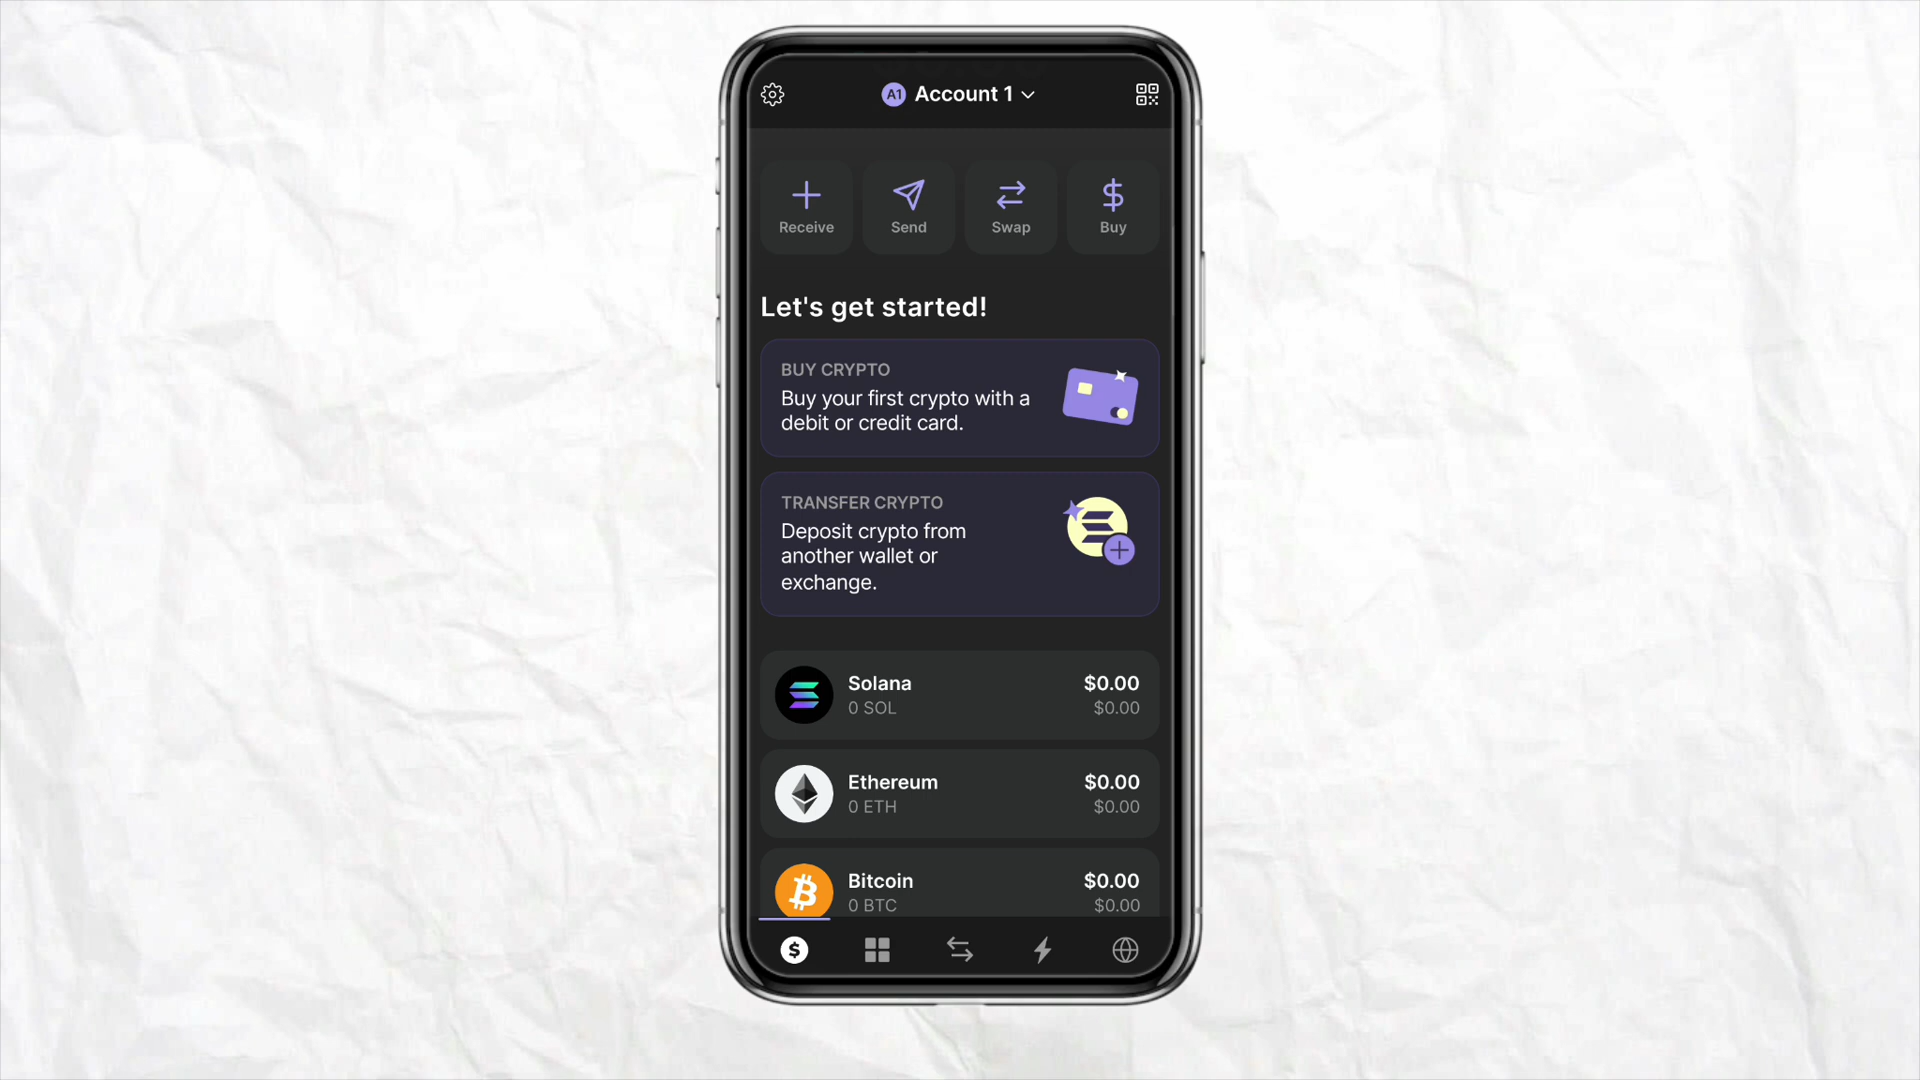 A1 Account 1
Receive Send Swap Buy
Let's get started!
BUY CRYPTO
Buy your first crypto with a
debit or credit card.
TRANSFER CRYPTO
Deposit crypto from
another wallet or
exchange.
Solana $0.00
0 SOL $0.00
Ethereum $0.00
0 ETH $0.00
Bitcoin $0.00
0 BTC $0.00